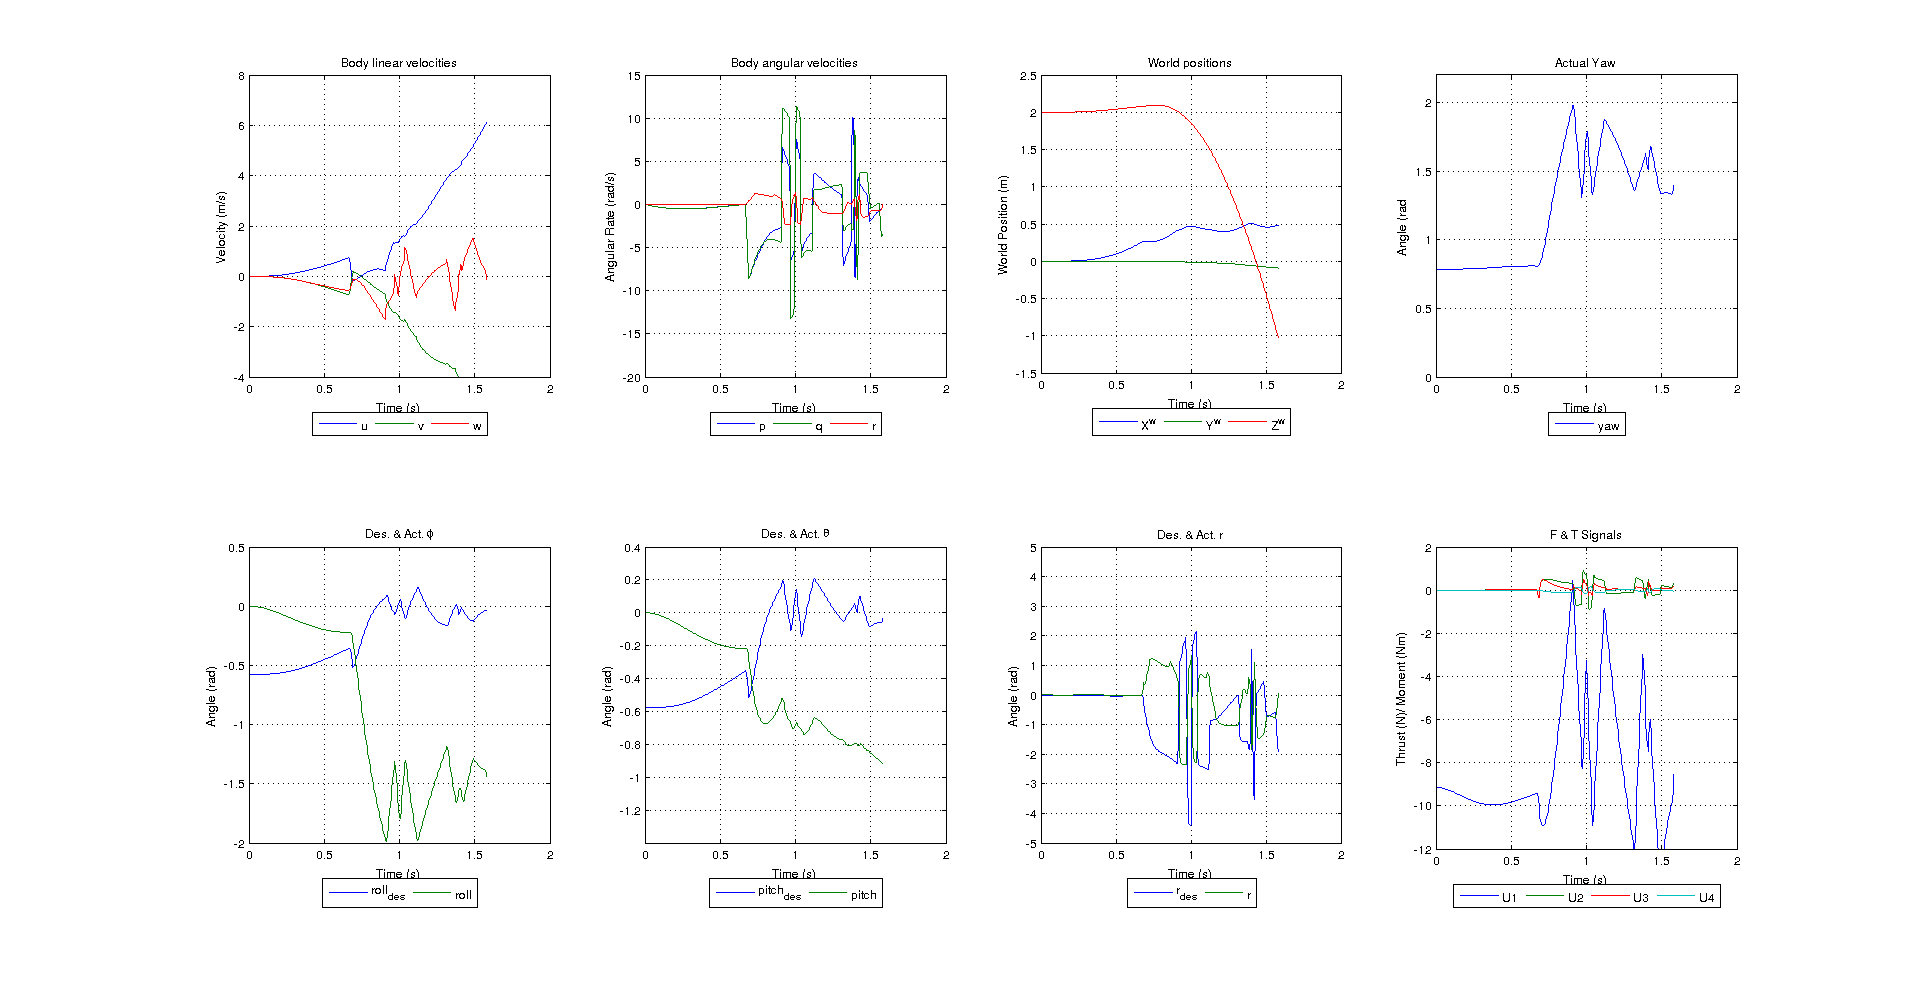 Body linear velocities
8
6
4
2
0
-2
-4
Velocity (m/s)
0 0.5 1 1.5 2
Time (s)
u v w
Body angular velocities
15
10
5
0
-5
-10
-15
-20
Angular Rate (rad/s)
0 0.5 1 1.5 2
Time (s)
p q r
World positions
2.5
2
1.5
1
0.5
0
-0.5
-1
-1.5
World Position (m)
0 0.5 1 1.5 2
Time (s)
X^w Y^w Z^w
Actual Yaw
2
1.5
1
0.5
0
Angle (rad
0 0.5 1 1.5 2
Time (s)
yaw
Des. & Act. ϕ
0.5
0
-0.5
-1
-1.5
-2
Angle (rad)
0 0.5 1 1.5 2
Time (s)
roll_des roll
Des. & Act. θ
0.4
0.2
0
-0.2
-0.4
-0.6
-0.8
-1
-1.2
Angle (rad)
0 0.5 1 1.5 2
Time (s)
pitch_des pitch
Des. & Act. r
5
4
3
2
1
0
-1
-2
-3
-4
-5
Angle (rad)
0 0.5 1 1.5 2
Time (s)
r_des r
F & T Signals
2
0
-2
-4
-6
-8
-10
-12
Thrust (N)/ Moment (Nm)
0 0.5 1 1.5 2
Time (s)
U1 U2 U3 U4